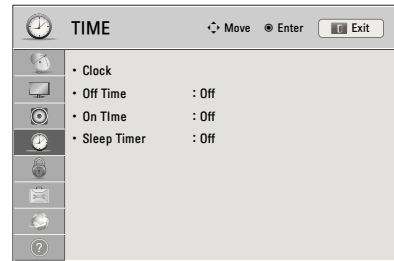 TIME Move Enter Exit
• Clock
• Off Time : Off
• On TIme : Off
• Sleep Timer : Off
?